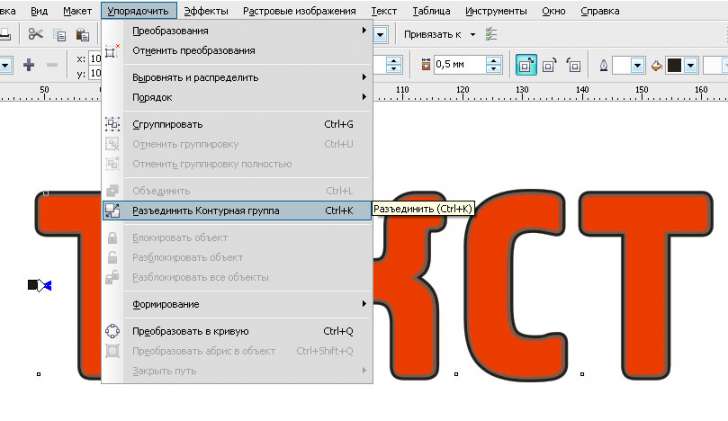 вка Вид Макет Упорядочить Эффекты Растровые изображения Текст Таблица Инструменты Окно Справка
Привязать к
x: 10
y: 10
0,5 мм
50 110 120 130 140 150 160
Преобразования
Отменить преобразования
Выровнять и распределить
Порядок
Сгруппировать Ctrl+G
Отменить группировку Ctrl+U
Отменить группировку полностью
Объединить Ctrl+L
Разъединить Контурная группа Ctrl+K
Разъединить (Ctrl+K)
Блокировать объект
Разблокировать объект
Разблокировать все объекты
Формирование
Преобразовать в кривую Ctrl+Q
Преобразовать абрис в объект Ctrl+Shift+Q
Закрыть путь
Т КСТ